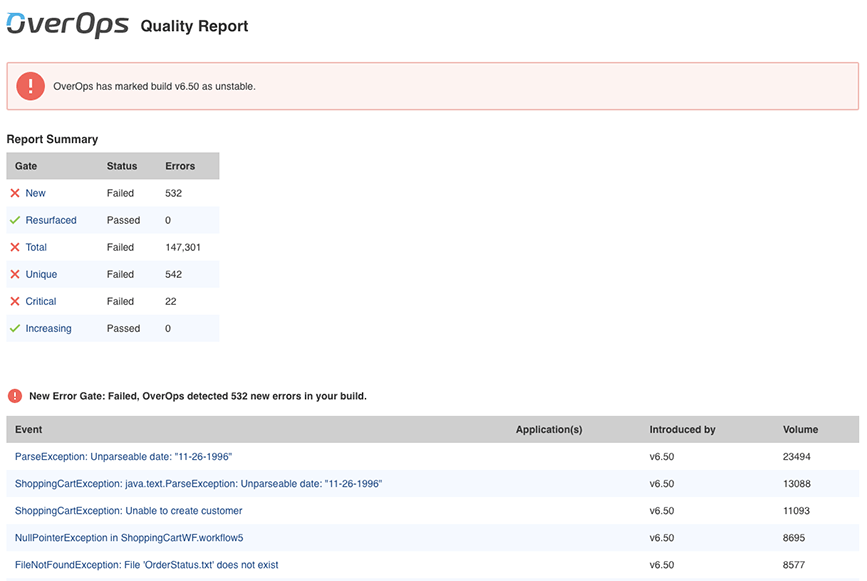 OverOps Quality Report
! OverOps has marked build v6.50 as unstable.
Report Summary
Gate Status Errors
New Failed 532
Resurfaced Passed 0
Total Failed 147,301
Unique Failed 542
Critical Failed 22
Increasing Passed 0
! New Error Gate: Failed, OverOps detected 532 new errors in your build.
Event Application(s) Introduced by Volume
ParseException: Unparseable date: "11-26-1996" v6.50 23494
ShoppingCartException: java.text.ParseException: Unparseable date: "11-26-1996" v6.50 13088
ShoppingCartException: Unable to create customer v6.50 11093
NullPointerException in ShoppingCartWF.workflow5 v6.50 8695
FileNotFoundException: File 'OrderStatus.txt' does not exist v6.50 8577